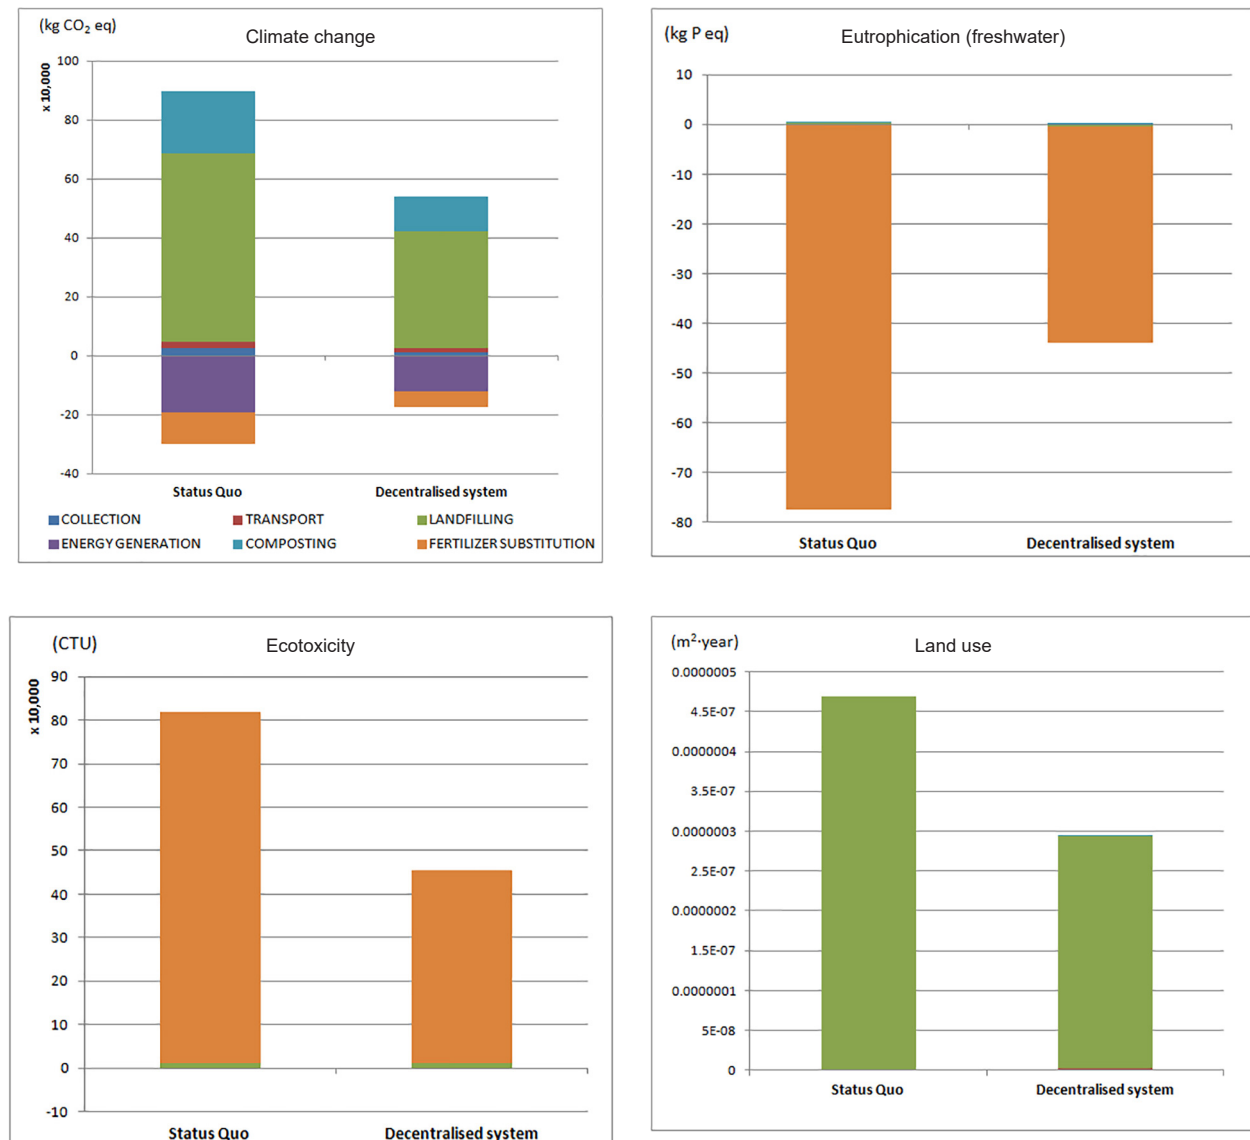 (kg CO₂ eq)
Climate change
x 10,000
100
80
60
40
20
0
-20
-40
Status Quo
Decentralised system
COLLECTION
TRANSPORT
LANDFILLING
ENERGY GENERATION
COMPOSTING
FERTILIZER SUBSTITUTION
(kg P eq)
Eutrophication (freshwater)
10
0
-10
-20
-30
-40
-50
-60
-70
-80
Status Quo
Decentralised system
(CTU)
Ecotoxicity
x 10,000
90
80
70
60
50
40
30
20
10
0
-10
Status Quo
Decentralised system
(m²·year)
Land use
0.0000005
4.5E-07
0.0000004
3.5E-07
0.0000003
2.5E-07
0.0000002
1.5E-07
0.0000001
5E-08
0
Status Quo
Decentralised system